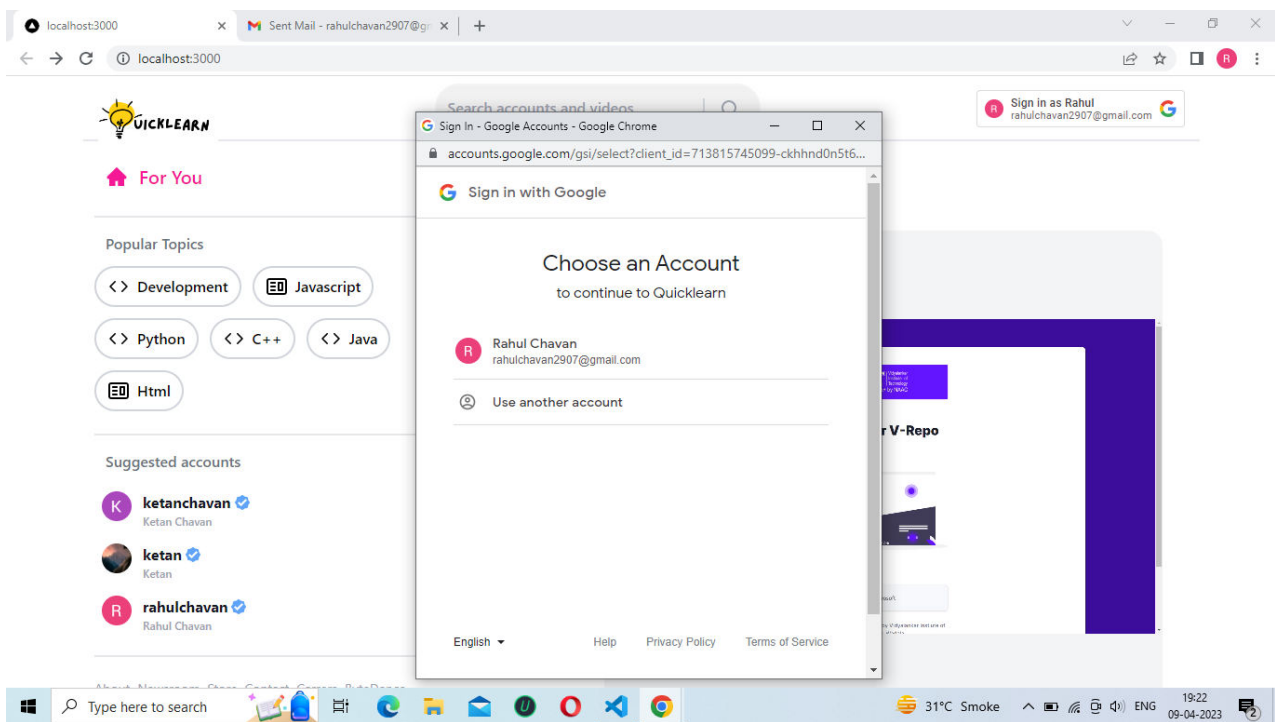 localhost:3000
Sent Mail - rahulchavan2907@gr
localhost:3000
UICKLEARN
Search accounts and videos
Sign in as Rahul
rahulchavan2907@gmail.com
For You
Popular Topics
Development
Javascript
Python
C++
Java
Html
Suggested accounts
ketanchavan
Ketan Chavan
ketan
Ketan
rahulchavan
Rahul Chavan
Sign In - Google Accounts - Google Chrome
accounts.google.com/gsi/select?client_id=713815745099-ckhhnd0n5t6...
Sign in with Google
Choose an Account
to continue to Quicklearn
R
Rahul Chavan
rahulchavan2907@gmail.com
Use another account
English
Help
Privacy Policy
Terms of Service
r V-Repo
Type here to search
31°C Smoke
ENG
19:22
09-04-2023